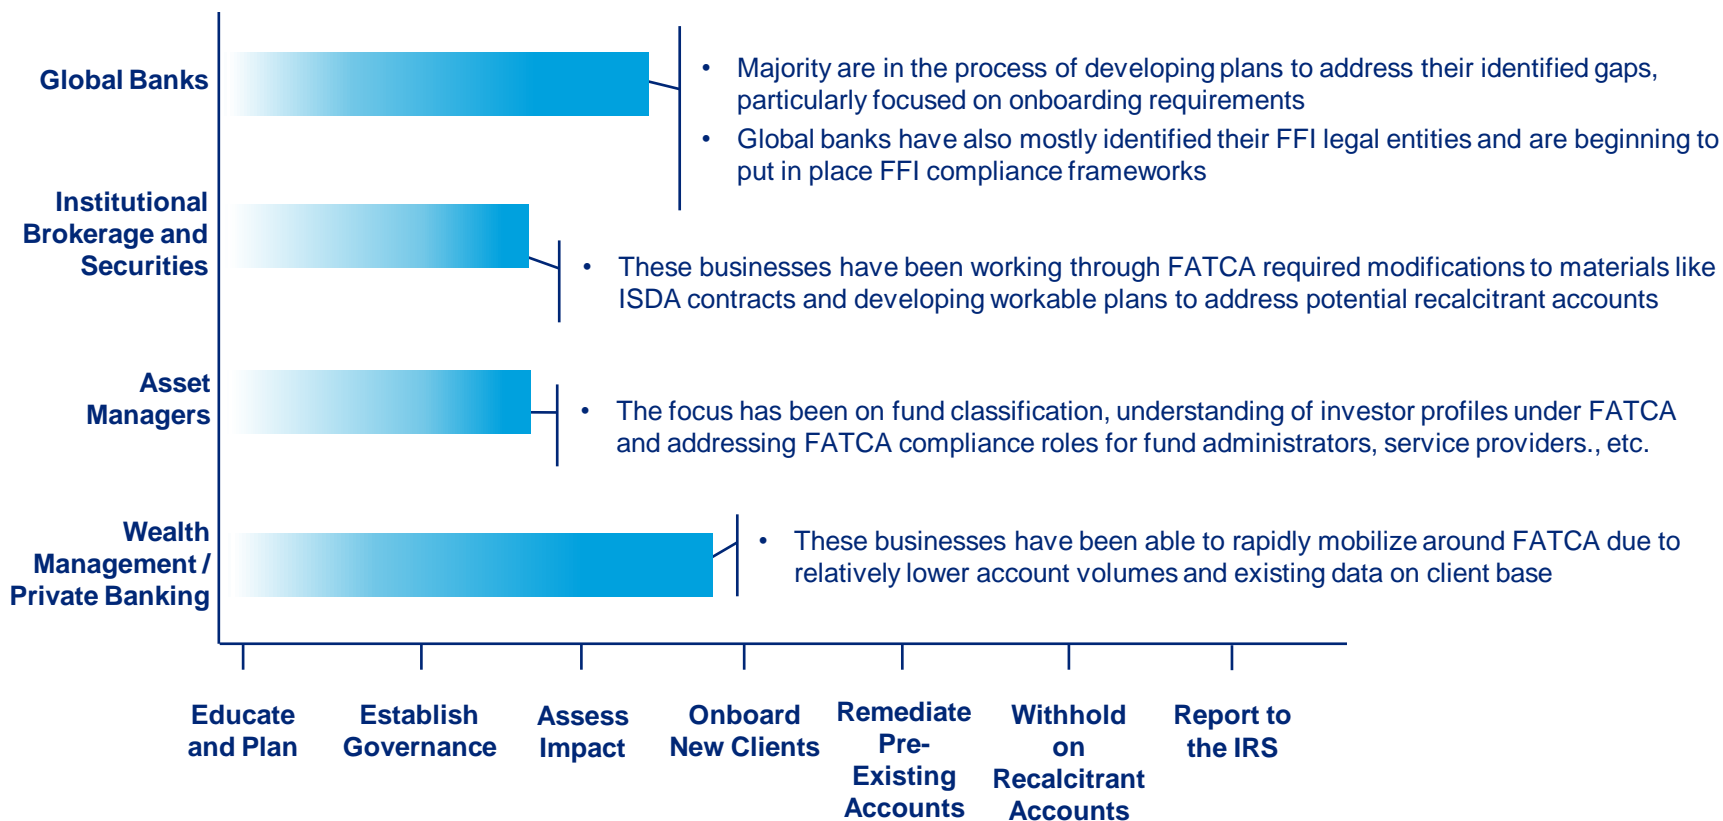 Global Banks
• Majority are in the process of developing plans to address their identified gaps,
particularly focused on onboarding requirements
• Global banks have also mostly identified their FFI legal entities and are beginning to
put in place FFI compliance frameworks
Institutional
Brokerage and
Securities
• These businesses have been working through FATCA required modifications to materials like
ISDA contracts and developing workable plans to address potential recalcitrant accounts
Asset
Managers
• The focus has been on fund classification, understanding of investor profiles under FATCA
and addressing FATCA compliance roles for fund administrators, service providers., etc.
Wealth
Management /
Private Banking
• These businesses have been able to rapidly mobilize around FATCA due to
relatively lower account volumes and existing data on client base
Educate
and Plan
Establish
Governance
Assess
Impact
Onboard
New Clients
Remediate
Pre-
Existing
Accounts
Withhold
on
Recalcitrant
Accounts
Report to
the IRS